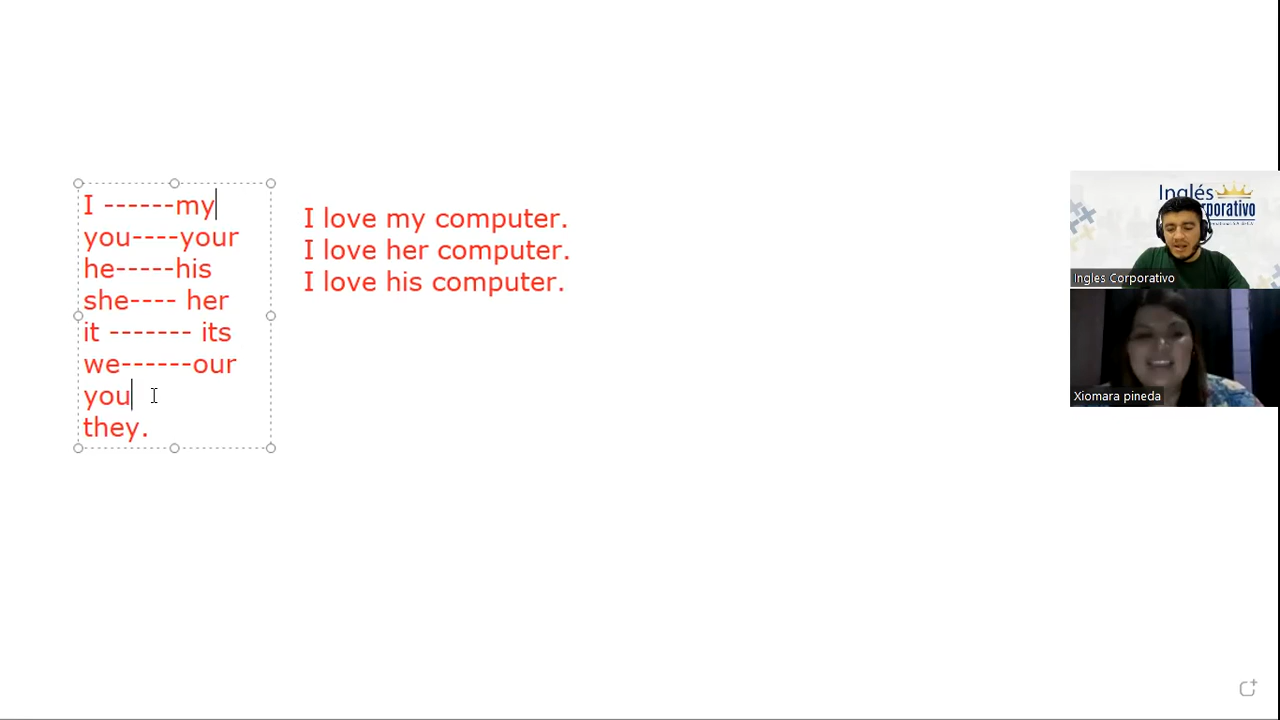 I ------my
you----your
he-----his
she---- her
it ------- its
we------our
you
they.
I love my computer.
I love her computer.
I love his computer.
Inglés
Ingles Corporativo
Xiomara pineda